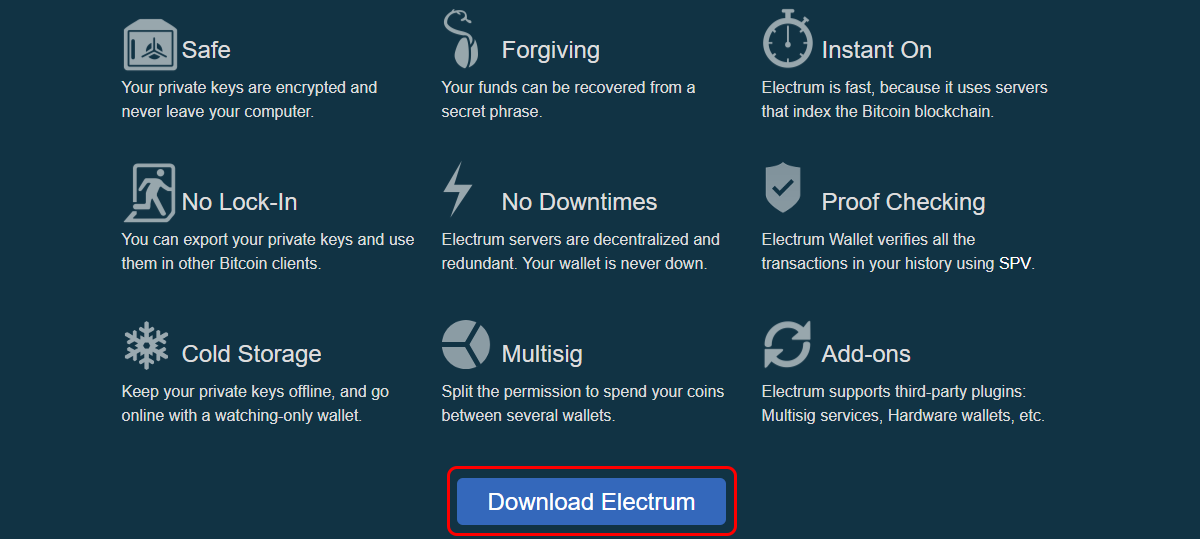 Safe
Your private keys are encrypted and
never leave your computer.
Forgiving
Your funds can be recovered from a
secret phrase.
Instant On
Electrum is fast, because it uses servers
that index the Bitcoin blockchain.
No Lock-In
You can export your private keys and use
them in other Bitcoin clients.
No Downtimes
Electrum servers are decentralized and
redundant. Your wallet is never down.
Proof Checking
Electrum Wallet verifies all the
transactions in your history using SPV.
Cold Storage
Keep your private keys offline, and go
online with a watching-only wallet.
Multisig
Split the permission to spend your coins
between several wallets.
Add-ons
Electrum supports third-party plugins:
Multisig services, Hardware wallets, etc.
Download Electrum